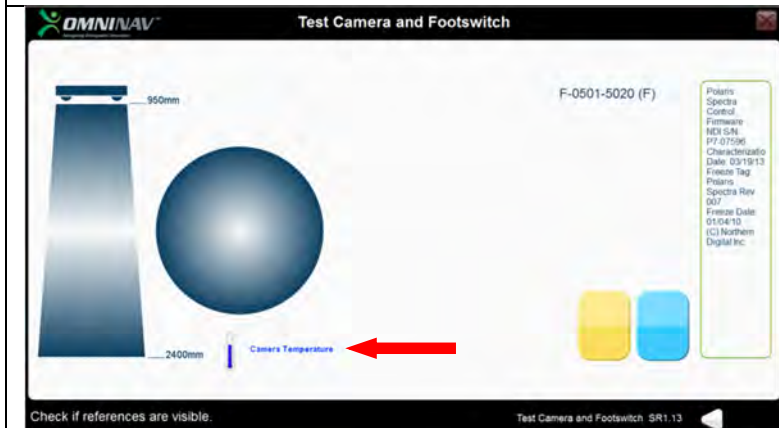 OMNINAV
Test Camera and Footswitch
950mm
F-0501-5020 (F)
Polaris
Spectra
Control
Firmware
NDI S/N:
P7-07596
Characterizatio
Date: 03/19/13
Freeze Tag:
Polaris
Spectra Rev
007
Freeze Date:
01/04/10
(C) Northern
Digital Inc.
2400mm
Camera Temperature
Check if references are visible.
Test Camera and Footswitch SR1.13